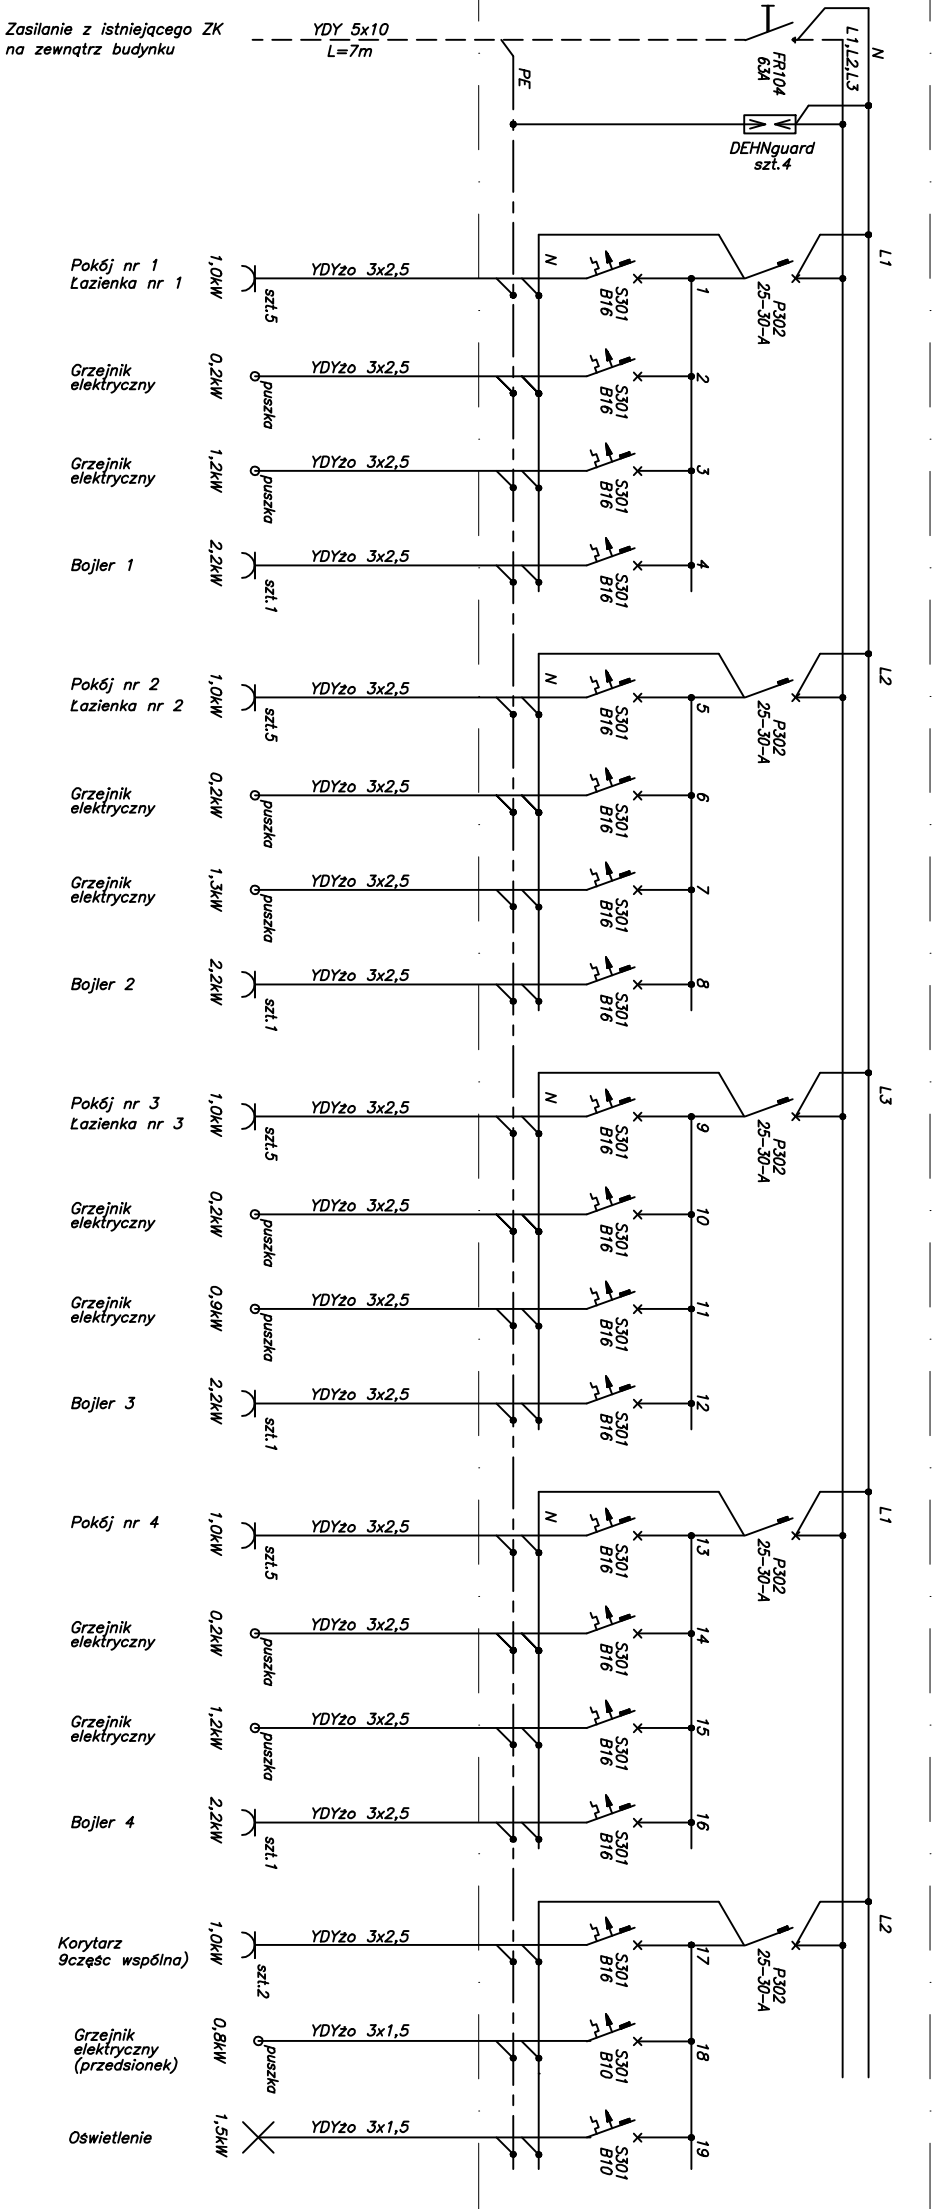 Zasilanie z istniejącego ZK
na zewnątrz budynku
YDY 5x10
L=7m
PE
FR104
63A
L1,L2,L3
N
DEHNguard
szt.4
Pokój nr 1
Łazienka nr 1
1,0kW
szt.5
YDYżo 3x2,5
N
S301
B16
1
P302
25-30-A
L1
Grzejnik
elektryczny
0,2kW
puszka
YDYżo 3x2,5
S301
B16
2
Grzejnik
elektryczny
1,2kW
puszka
YDYżo 3x2,5
S301
B16
3
Bojler 1
2,2kW
szt.1
YDYżo 3x2,5
S301
B16
4
Pokój nr 2
Łazienka nr 2
1,0kW
szt.5
YDYżo 3x2,5
N
S301
B16
5
P302
25-30-A
L2
Grzejnik
elektryczny
0,2kW
puszka
YDYżo 3x2,5
S301
B16
6
Grzejnik
elektryczny
1,3kW
puszka
YDYżo 3x2,5
S301
B16
7
Bojler 2
2,2kW
szt.1
YDYżo 3x2,5
S301
B16
8
Pokój nr 3
Łazienka nr 3
1,0kW
szt.5
YDYżo 3x2,5
N
S301
B16
9
P302
25-30-A
L3
Grzejnik
elektryczny
0,2kW
puszka
YDYżo 3x2,5
S301
B16
10
Grzejnik
elektryczny
0,9kW
puszka
YDYżo 3x2,5
S301
B16
11
Bojler 3
2,2kW
szt.1
YDYżo 3x2,5
S301
B16
12
Pokój nr 4
1,0kW
szt.5
YDYżo 3x2,5
N
S301
B16
13
P302
25-30-A
L1
Grzejnik
elektryczny
0,2kW
puszka
YDYżo 3x2,5
S301
B16
14
Grzejnik
elektryczny
1,2kW
puszka
YDYżo 3x2,5
S301
B16
15
Bojler 4
2,2kW
szt.1
YDYżo 3x2,5
S301
B16
16
Korytarz
9częśc wspólna)
1,0kW
szt.2
YDYżo 3x2,5
S301
B16
17
P302
25-30-A
L2
Grzejnik
elektryczny
(przedsionek)
0,8kW
puszka
YDYżo 3x1,5
S301
B10
18
Oświetlenie
1,5kW
YDYżo 3x1,5
S301
B10
19